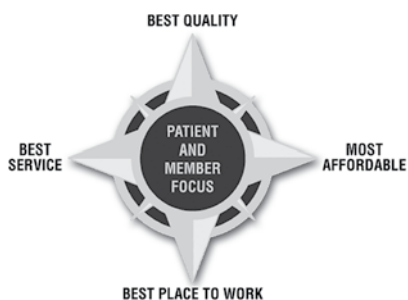 BEST QUALITY
BEST
SERVICE
PATIENT
AND
MEMBER
FOCUS
MOST
AFFORDABLE
BEST PLACE TO WORK